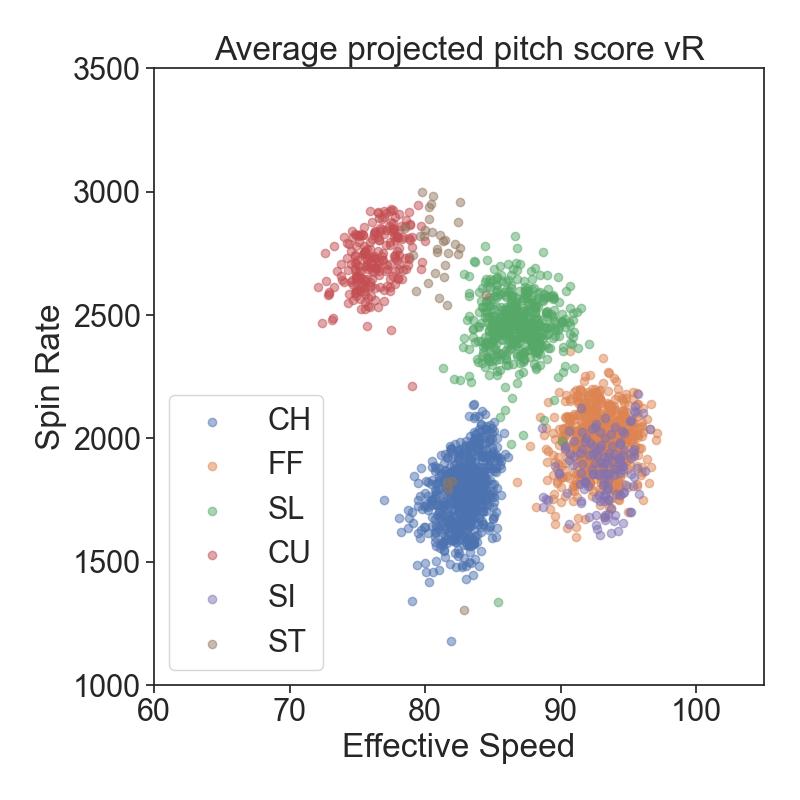 Average projected pitch score vR
3500
3000
2500
2000
1500
1000
Spin Rate
CH
FF
SL
CU
SI
ST
60 70 80 90 100
Effective Speed